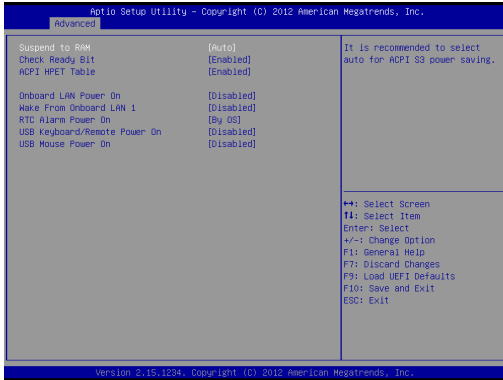 Aptio Setup Utility - Copyright (C) 2012 American Megatrends, Inc.
Advanced
Suspend to RAM [Auto]
Check Ready Bit [Enabled]
ACPI HPET Table [Enabled]
Onboard LAN Power On [Disabled]
Wake From Onboard LAN 1 [Disabled]
RTC Alarm Power On [By OS]
USB Keyboard/Remote Power On [Disabled]
USB Mouse Power On [Disabled]
It is recommended to select
auto for ACPI S3 power saving.
↔: Select Screen
↑↓: Select Item
Enter: Select
+/-: Change Option
F1: General Help
F7: Discard Changes
F9: Load UEFI Defaults
F10: Save and Exit
ESC: Exit
Version 2.15.1234. Copyright (C) 2012 American Megatrends, Inc.